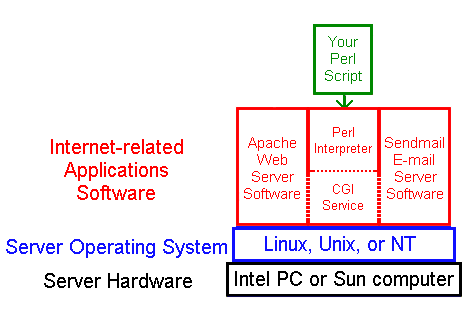 Your
Perl
Script
Internet-related
Applications
Software
Apache
Web
Server
Software
Perl
Interpreter
CGI
Service
Sendmail
E-mail
Server
Software
Server Operating System
Linux, Unix, or NT
Server Hardware
Intel PC or Sun computer